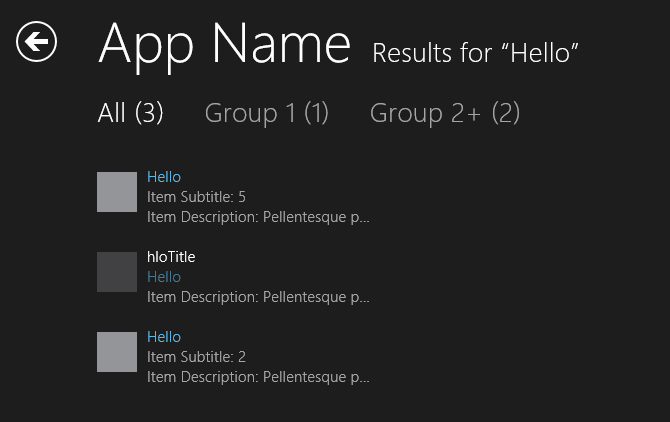 App Name Results for “Hello”
All (3) Group 1 (1) Group 2+ (2)
Hello
Item Subtitle: 5
Item Description: Pellentesque p...
hloTitle
Hello
Item Description: Pellentesque p...
Hello
Item Subtitle: 2
Item Description: Pellentesque p...